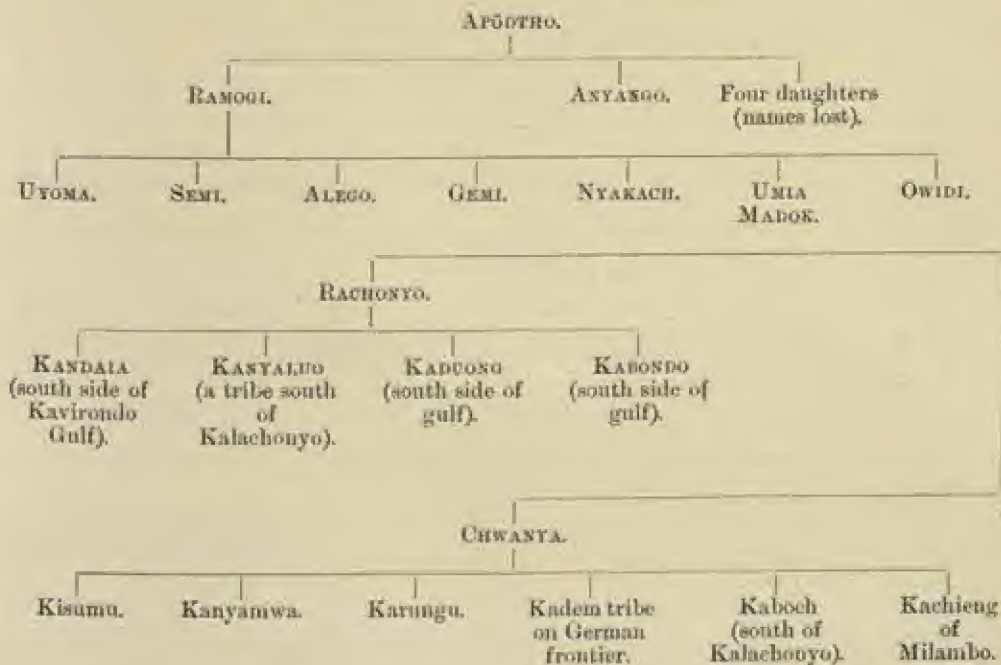 APŌDTHO.
RAMOGI. ANYANGO. Four daughters
(names lost).
UYOMA. SEMI. ALEGO. GEMI. NYAKACH. UMIA OWIDI.
MADOK.
RACHONYO.
KANDAIA KANYALUO KADUONG KABONDO
(south side of (a tribe south (south side of (south side of
Kavirondo of gulf). gulf).
Gulf). Kalachonyo).
CHWANYA.
Kisumu. Kanyamwa. Karungu. Kadem tribe Kaboch Kachieng
on German (south of of
frontier. Kalachonyo). Milambo.